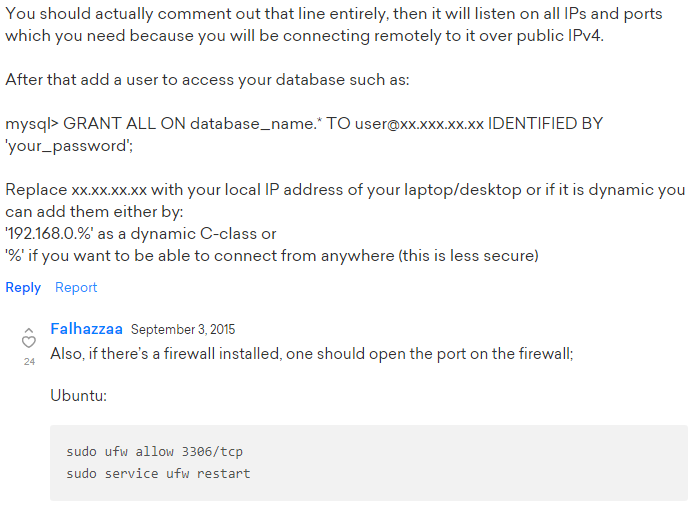 You should actually comment out that line entirely, then it will listen on all IPs and ports
which you need because you will be connecting remotely to it over public IPv4.
After that add a user to access your database such as:
mysql> GRANT ALL ON database_name.* TO user@xx.xxx.xx.xx IDENTIFIED BY
'your_password';
Replace xx.xx.xx.xx with your local IP address of your laptop/desktop or if it is dynamic you
can add them either by:
'192.168.0.%' as a dynamic C-class or
'%' if you want to be able to connect from anywhere (this is less secure)
Reply Report
Falhazzaa September 3, 2015
24
Also, if there's a firewall installed, one should open the port on the firewall;
Ubuntu:
sudo ufw allow 3306/tcp
sudo service ufw restart